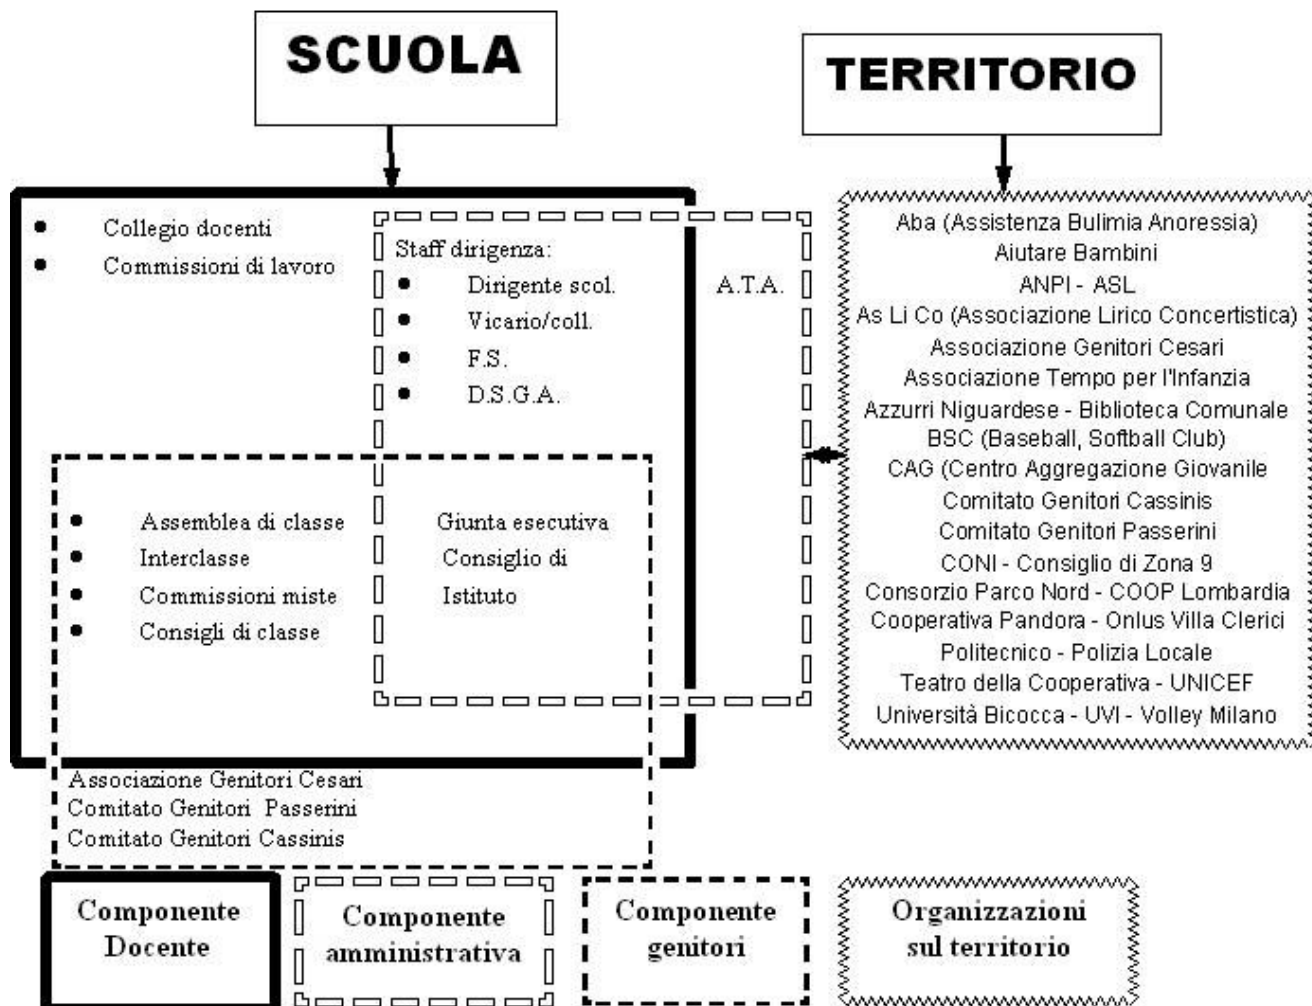 SCUOLA
TERRITORIO
Collegio docenti
Commissioni di lavoro
Staff dirigenza:
Dirigente scol.
Vicario/coll.
F.S.
D.S.G.A.
A.T.A.
Assemblea di classe
Interclasse
Commissioni miste
Consigli di classe
Giunta esecutiva
Consiglio di
Istituto
Associazione Genitori Cesari
Comitato Genitori Passerini
Comitato Genitori Cassinis
Aba (Assistenza Bulimia Anoressia)
Aiutare Bambini
ANPI - ASL
As Li Co (Associazione Lirico Concertistica)
Associazione Genitori Cesari
Associazione Tempo per l'Infanzia
Azzurri Niguardese - Biblioteca Comunale
BSC (Baseball, Softball Club)
CAG (Centro Aggregazione Giovanile
Comitato Genitori Cassinis
Comitato Genitori Passerini
CONI - Consiglio di Zona 9
Consorzio Parco Nord - COOP Lombardia
Cooperativa Pandora - Onlus Villa Clerici
Politecnico - Polizia Locale
Teatro della Cooperativa - UNICEF
Università Bicocca - UVI - Volley Milano
Componente
Docente
Componente
amministrativa
Componente
genitori
Organizzazioni
sul territorio